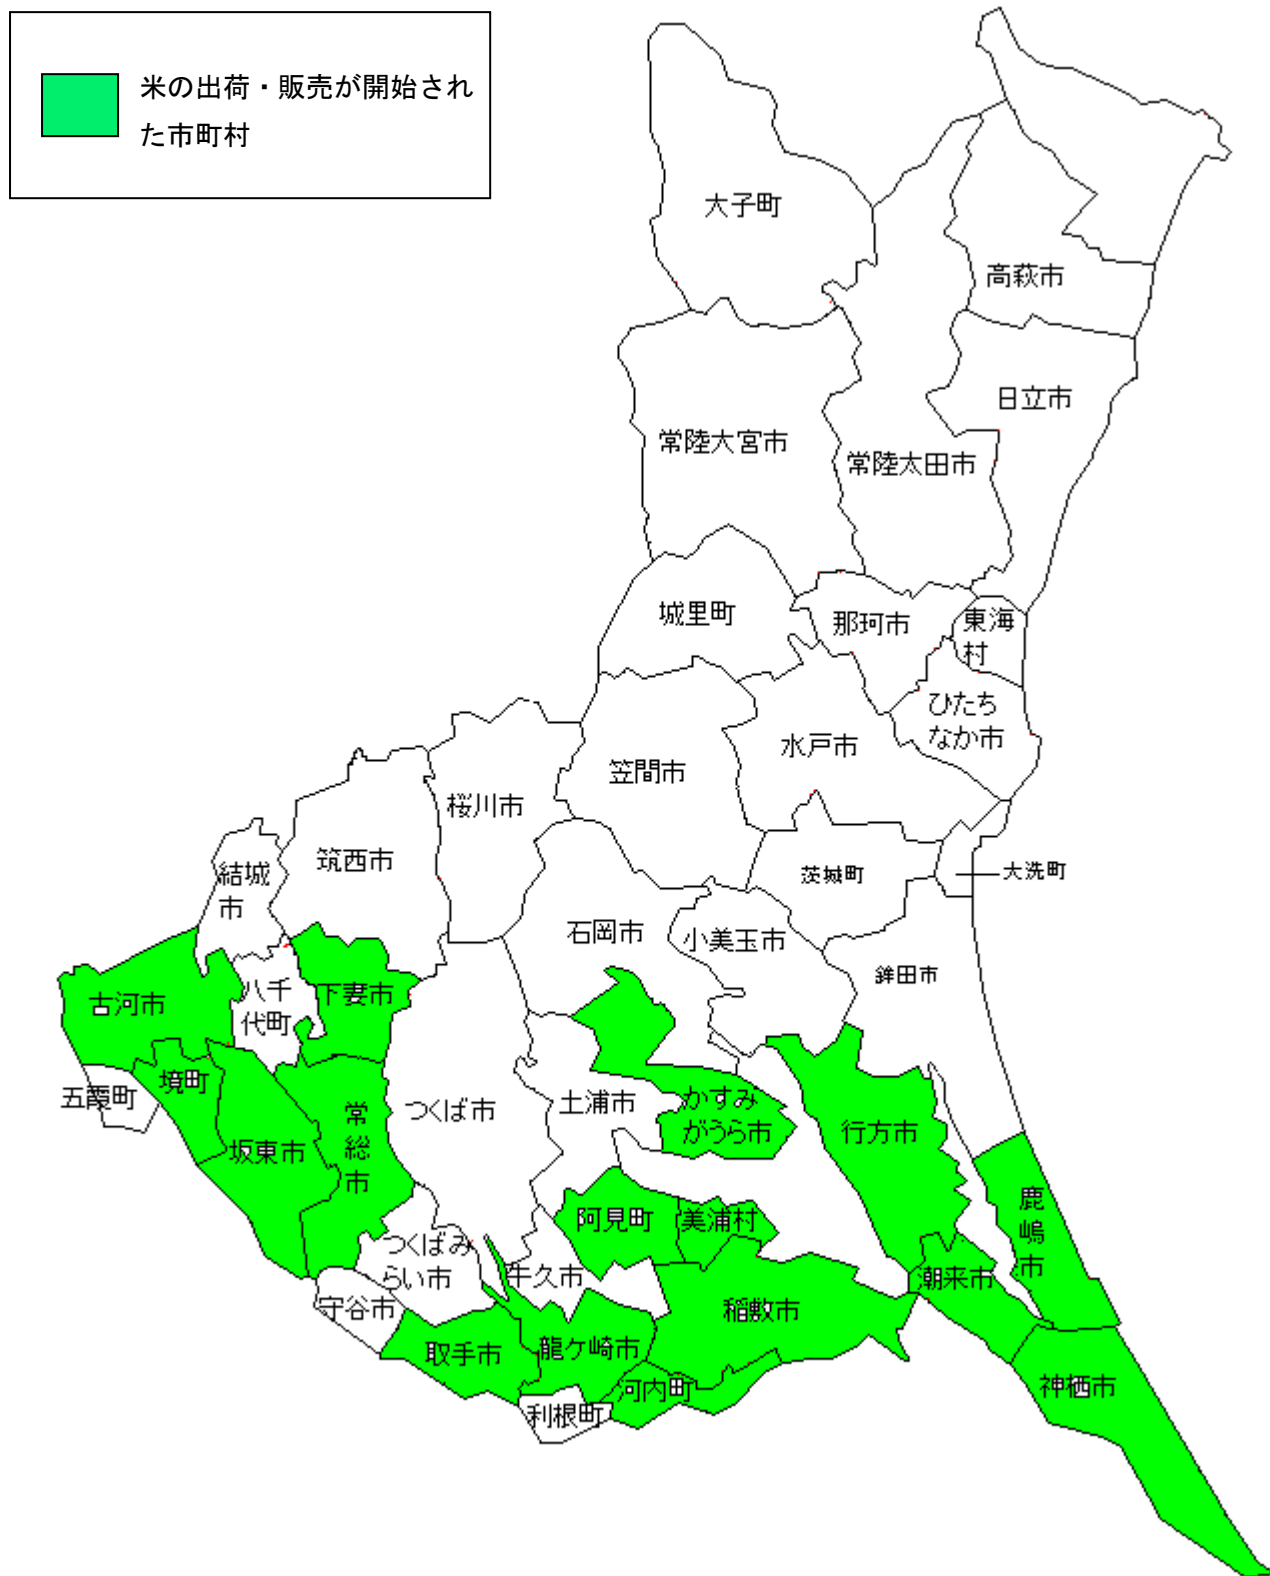 米の出荷・販売が開始され
た市町村
大子町
高萩市
日立市
常陸大宮市
常陸太田市
城里町
那珂市
東海
村
ひたち
なか市
水戸市
笠間市
桜川市
筑西市
結城
市
茨城町
大洗町
石岡市
小美玉市
鉾田市
古河市
八千
代町
下妻市
五霞町
境町
坂東市
常
総
市
つくば市
土浦市
かすみ
がうら市
行方市
鹿
嶋
市
阿見町
美浦村
つくばみ
らい市
牛久市
潮来市
守谷市
稲敷市
取手市
龍ケ崎市
河内町
神栖市
利根町